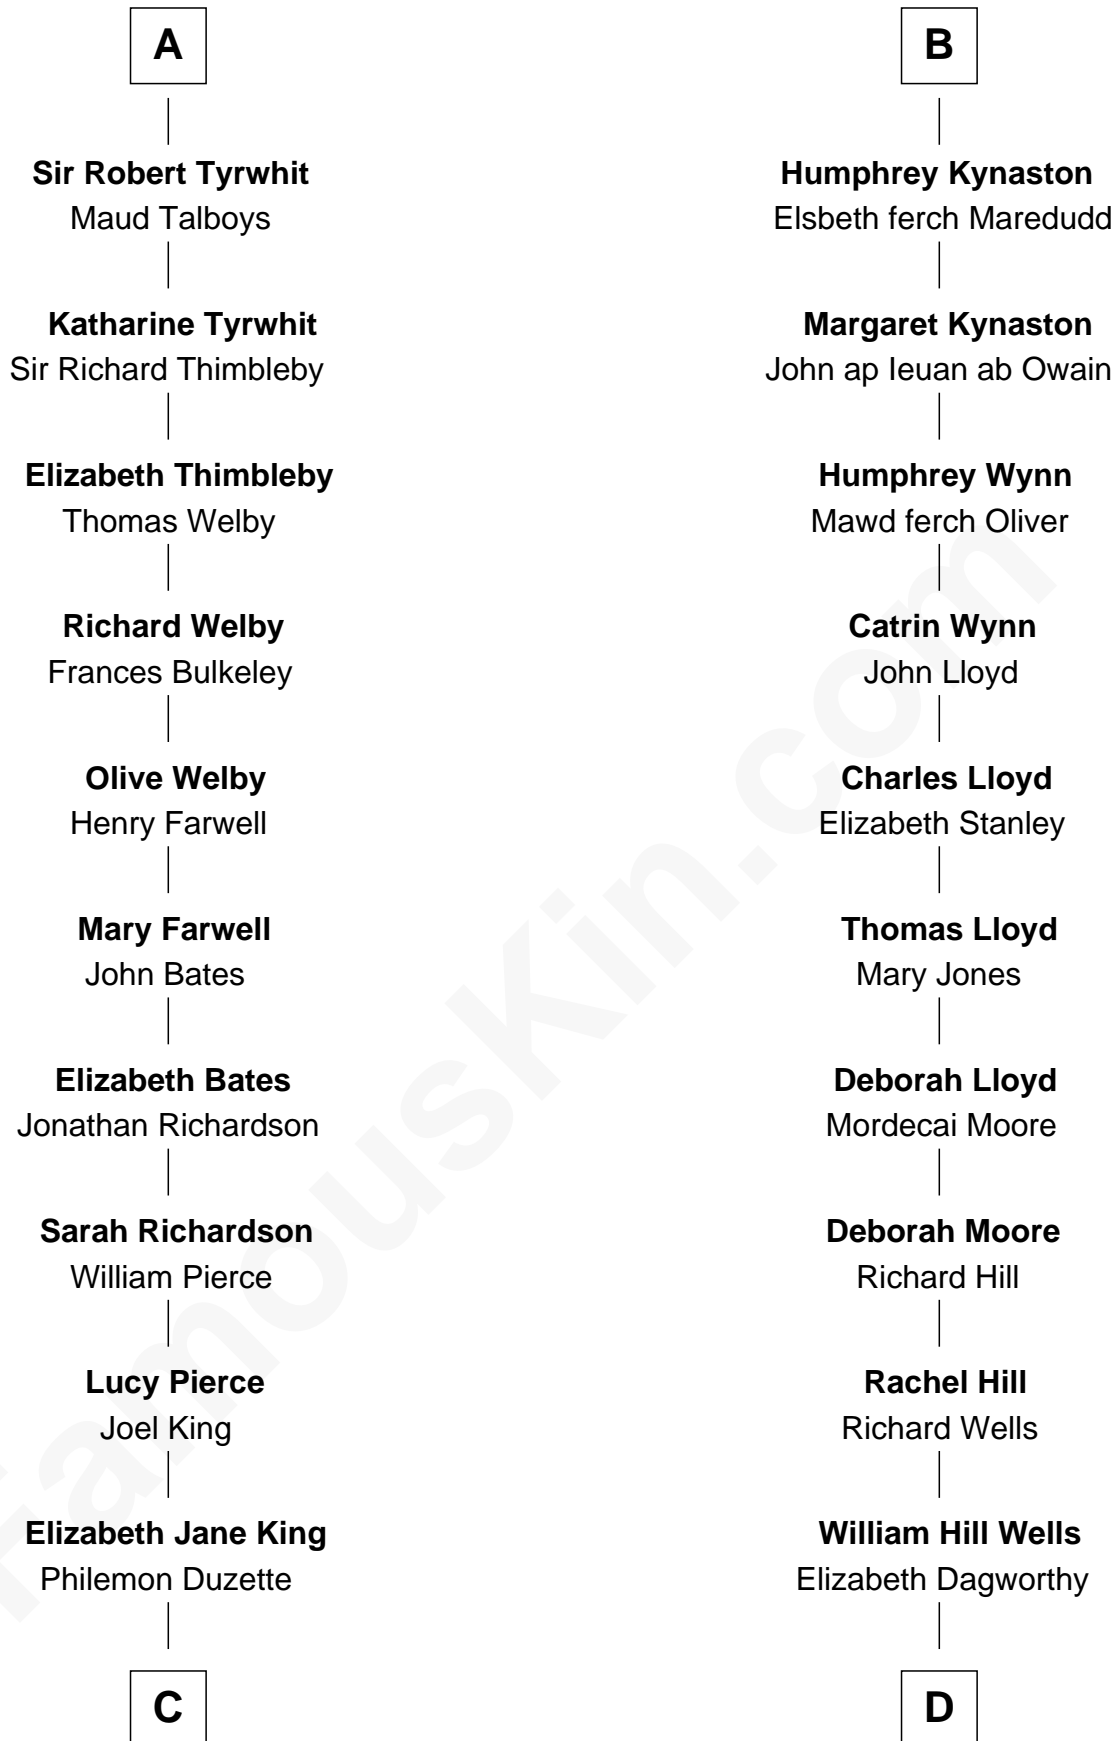 A
Sir Robert Tyrwhit
Maud Talboys
Katharine Tyrwhit
Sir Richard Thimbleby
Elizabeth Thimbleby
Thomas Welby
Richard Welby
Frances Bulkeley
Olive Welby
Henry Farwell
Mary Farwell
John Bates
Elizabeth Bates
Jonathan Richardson
Sarah Richardson
William Pierce
Lucy Pierce
Joel King
Elizabeth Jane King
Philemon Duzette
C
B
Humphrey Kynaston
Elsbeth ferch Maredudd
Margaret Kynaston
John ap Ieuan ab Owain
Humphrey Wynn
Mawd ferch Oliver
Catrin Wynn
John Lloyd
Charles Lloyd
Elizabeth Stanley
Thomas Lloyd
Mary Jones
Deborah Lloyd
Mordecai Moore
Deborah Moore
Richard Hill
Rachel Hill
Richard Wells
William Hill Wells
Elizabeth Dagworthy
D
FamousKin.com